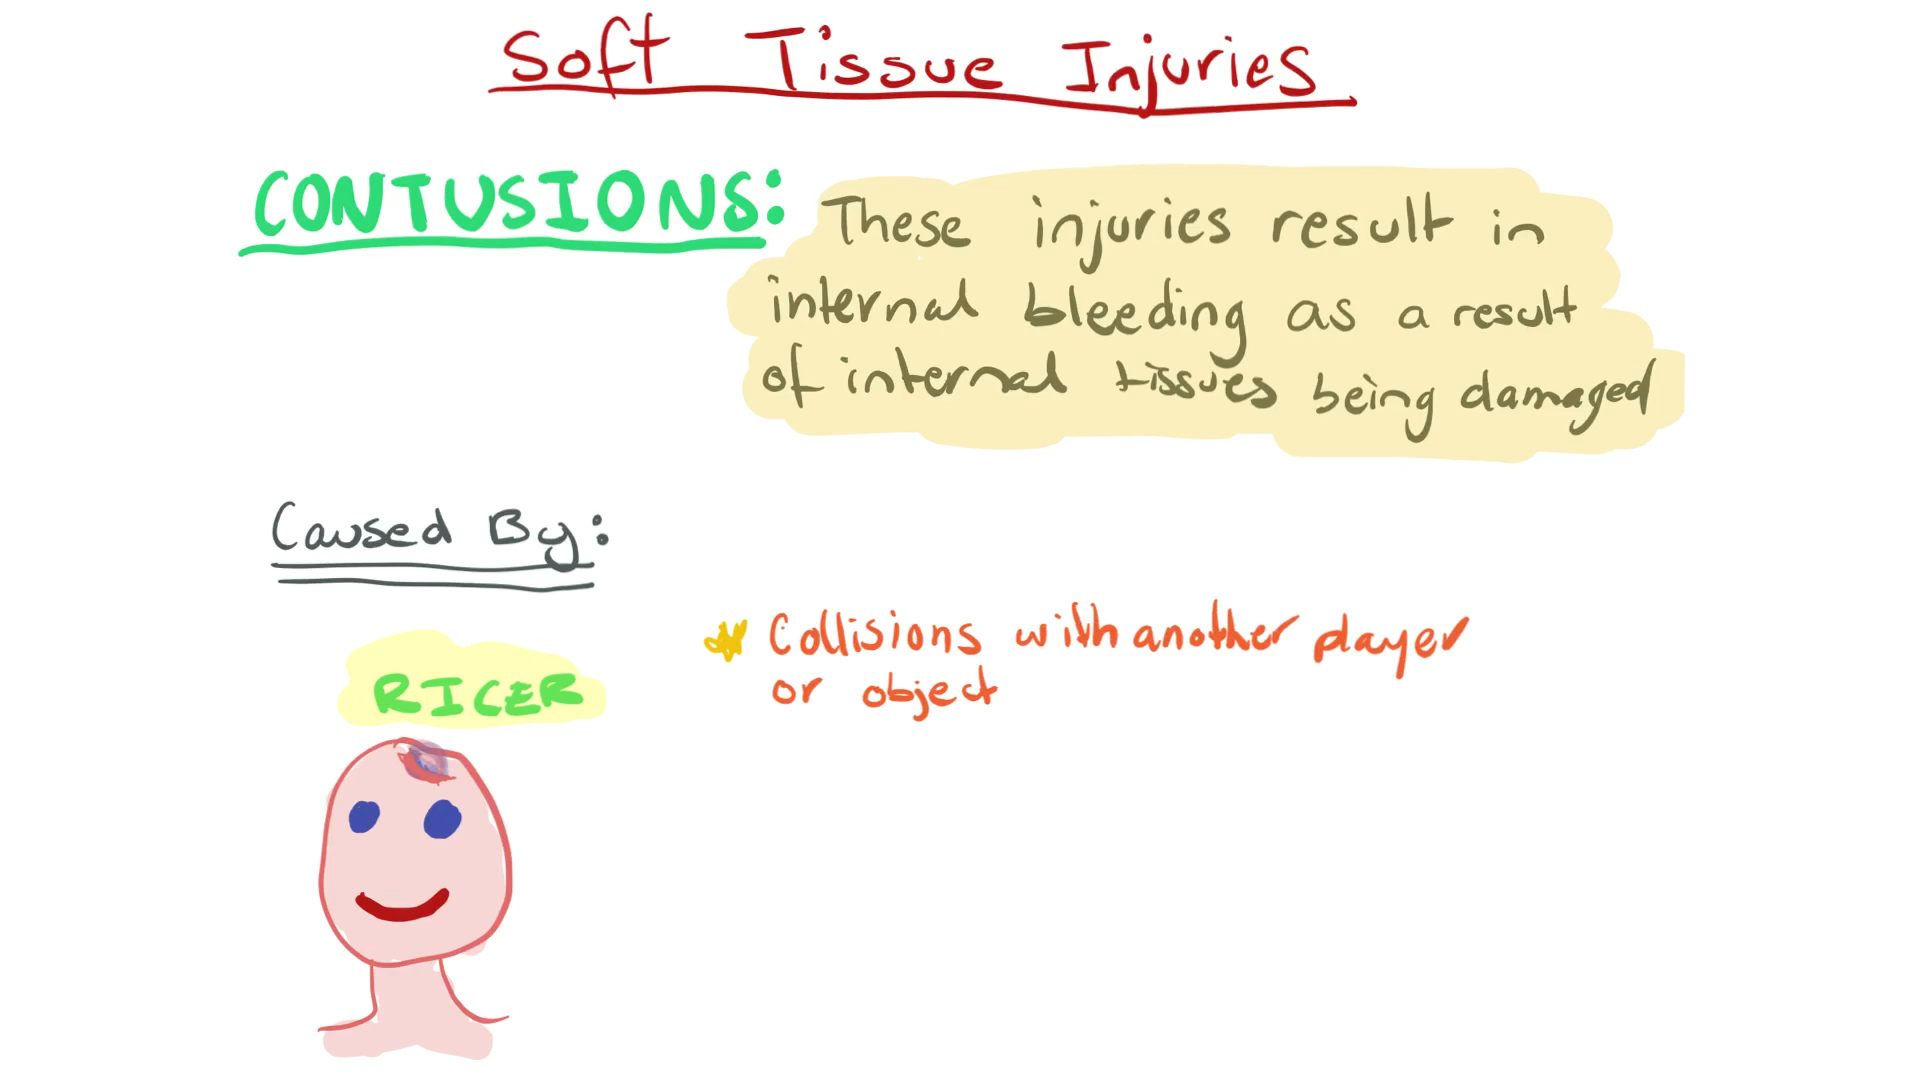 Soft Tissue Injuries
CONTUSIONS:
These injuries result in
internal bleeding as a result
of internal tissues being damaged
Caused By:
Collisions with another player
or object
RICER